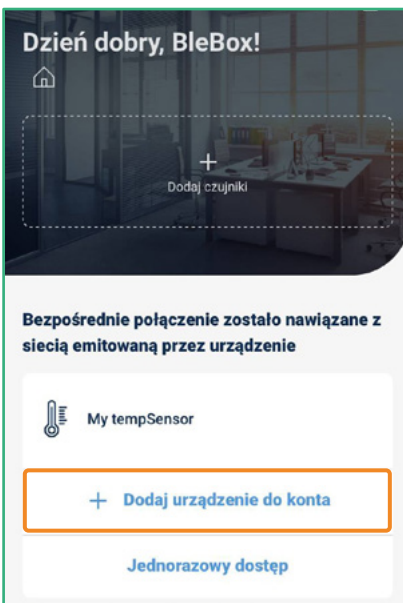 Dzień dobry, BleBox!
+
Dodaj czujniki
Bezpośrednie połączenie zostało nawiązane z
siecią emitowaną przez urządzenie
My tempSensor
+ Dodaj urządzenie do konta
Jednorazowy dostęp